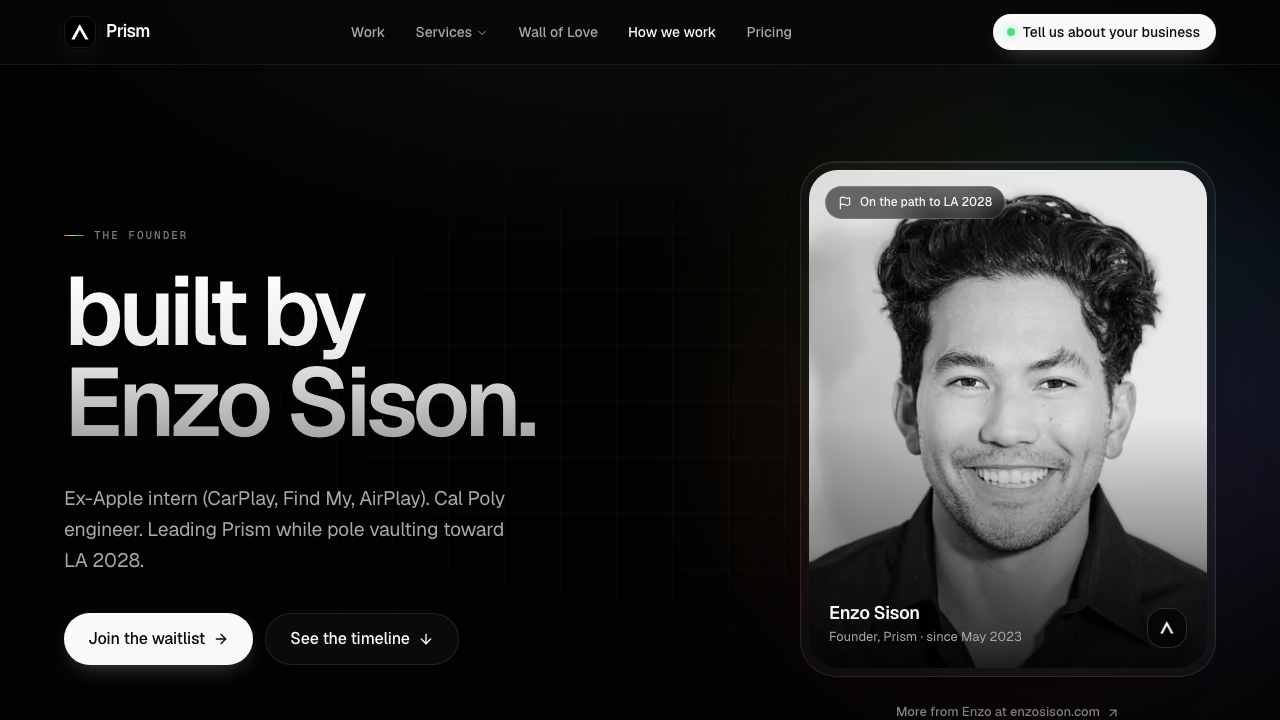 Prism
Work
Services
Wall of Love
How we work
Pricing
Tell us about your business
THE FOUNDER
built by
Enzo Sison.
Ex-Apple intern (CarPlay, Find My, AirPlay). Cal Poly
engineer. Leading Prism while pole vaulting toward
LA 2028.
Join the waitlist →
See the timeline ↓
On the path to LA 2028
Enzo Sison
Founder, Prism · since May 2023
More from Enzo at enzosison.com ↗